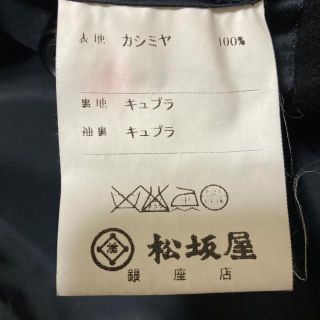 表地 カシミヤ 100%
裏地 キュプラ
袖裏 キュプラ
松坂屋
銀座店